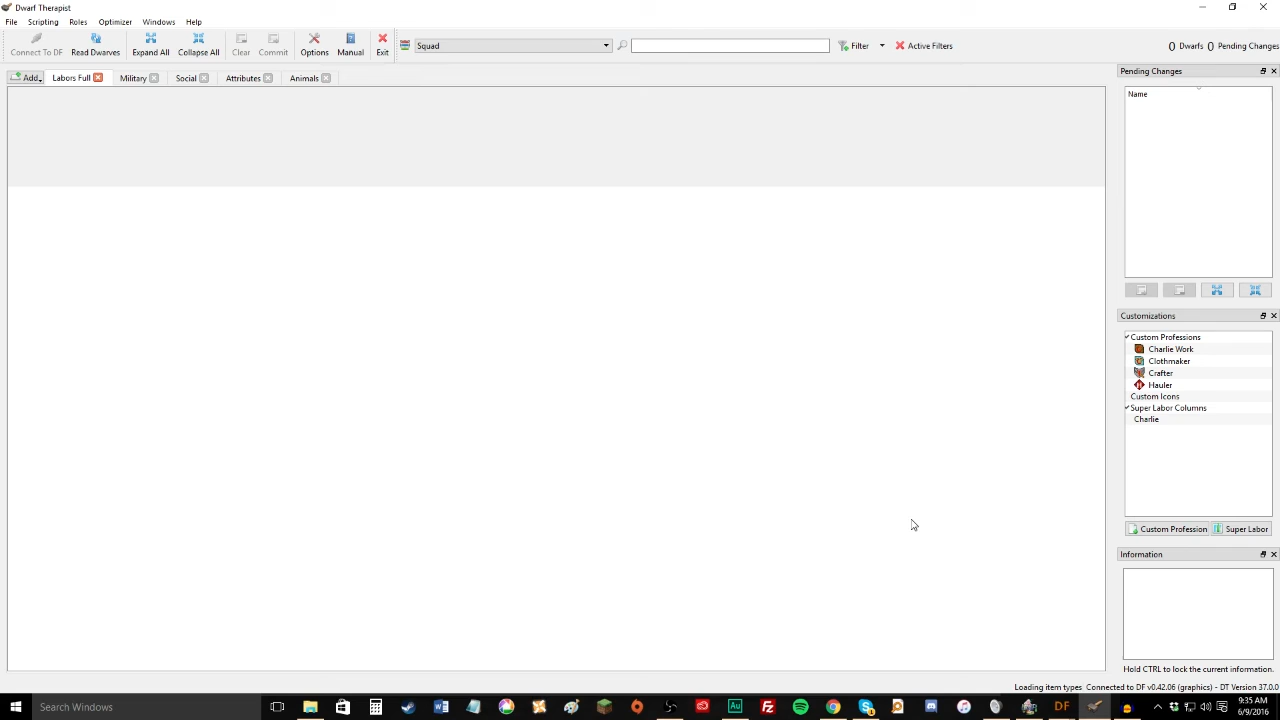 Dwarf Therapist
File Scripting Roles Optimizer Windows Help
Connect To DF Read Dwarves Expand All Collapse All Clear Commit Options Manual Exit Squad Filter Active Filters 0 Dwarfs 0 Pending Changes
Add... Labors Full Military Social Attributes Animals
Pending Changes
Name
Customizations
Custom Professions
Charlie Work
Clothmaker
Crafter
Hauler
Custom Icons
Super Labor Columns
Charlie
Custom Profession Super Labor
Information
Hold CTRL to lock the current information.
Loading item types Connected to DF v0.42.06 (graphics) - DT Version 37.0.0
Search Windows
9:35 AM
6/9/2016